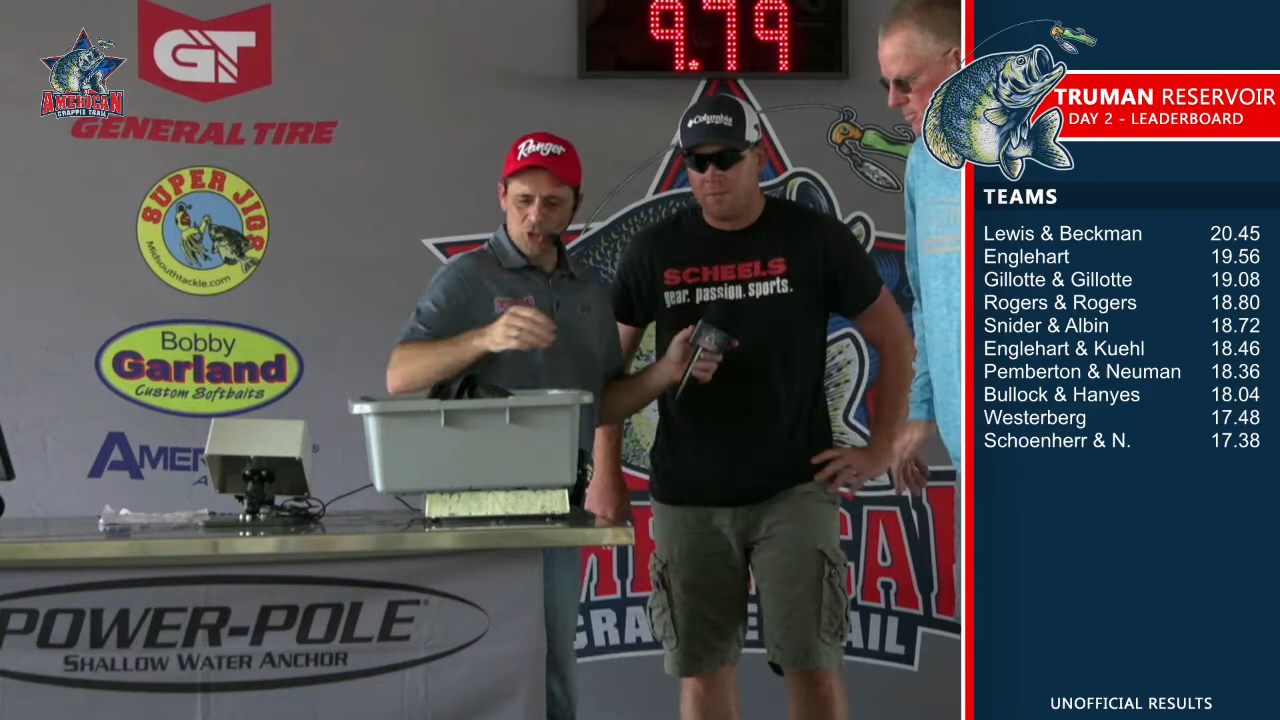 GT
GENERAL TIRE
AMERICAN
CRAPPIE TRAIL
SUPER JIGS
Midsouthtackle.com
Bobby
Garland
Custom Softbaits
AMER
POWER-POLE
SHALLOW WATER ANCHOR
9.79
Ranger
Columbia
SCHEELS
gear. passion. sports.
TRUMAN RESERVOIR
DAY 2 - LEADERBOARD
TEAMS
Lewis & Beckman 20.45
Englehart 19.56
Gillotte & Gillotte 19.08
Rogers & Rogers 18.80
Snider & Albin 18.72
Englehart & Kuehl 18.46
Pemberton & Neuman 18.36
Bullock & Hanyes 18.04
Westerberg 17.48
Schoenherr & N. 17.38
UNOFFICIAL RESULTS